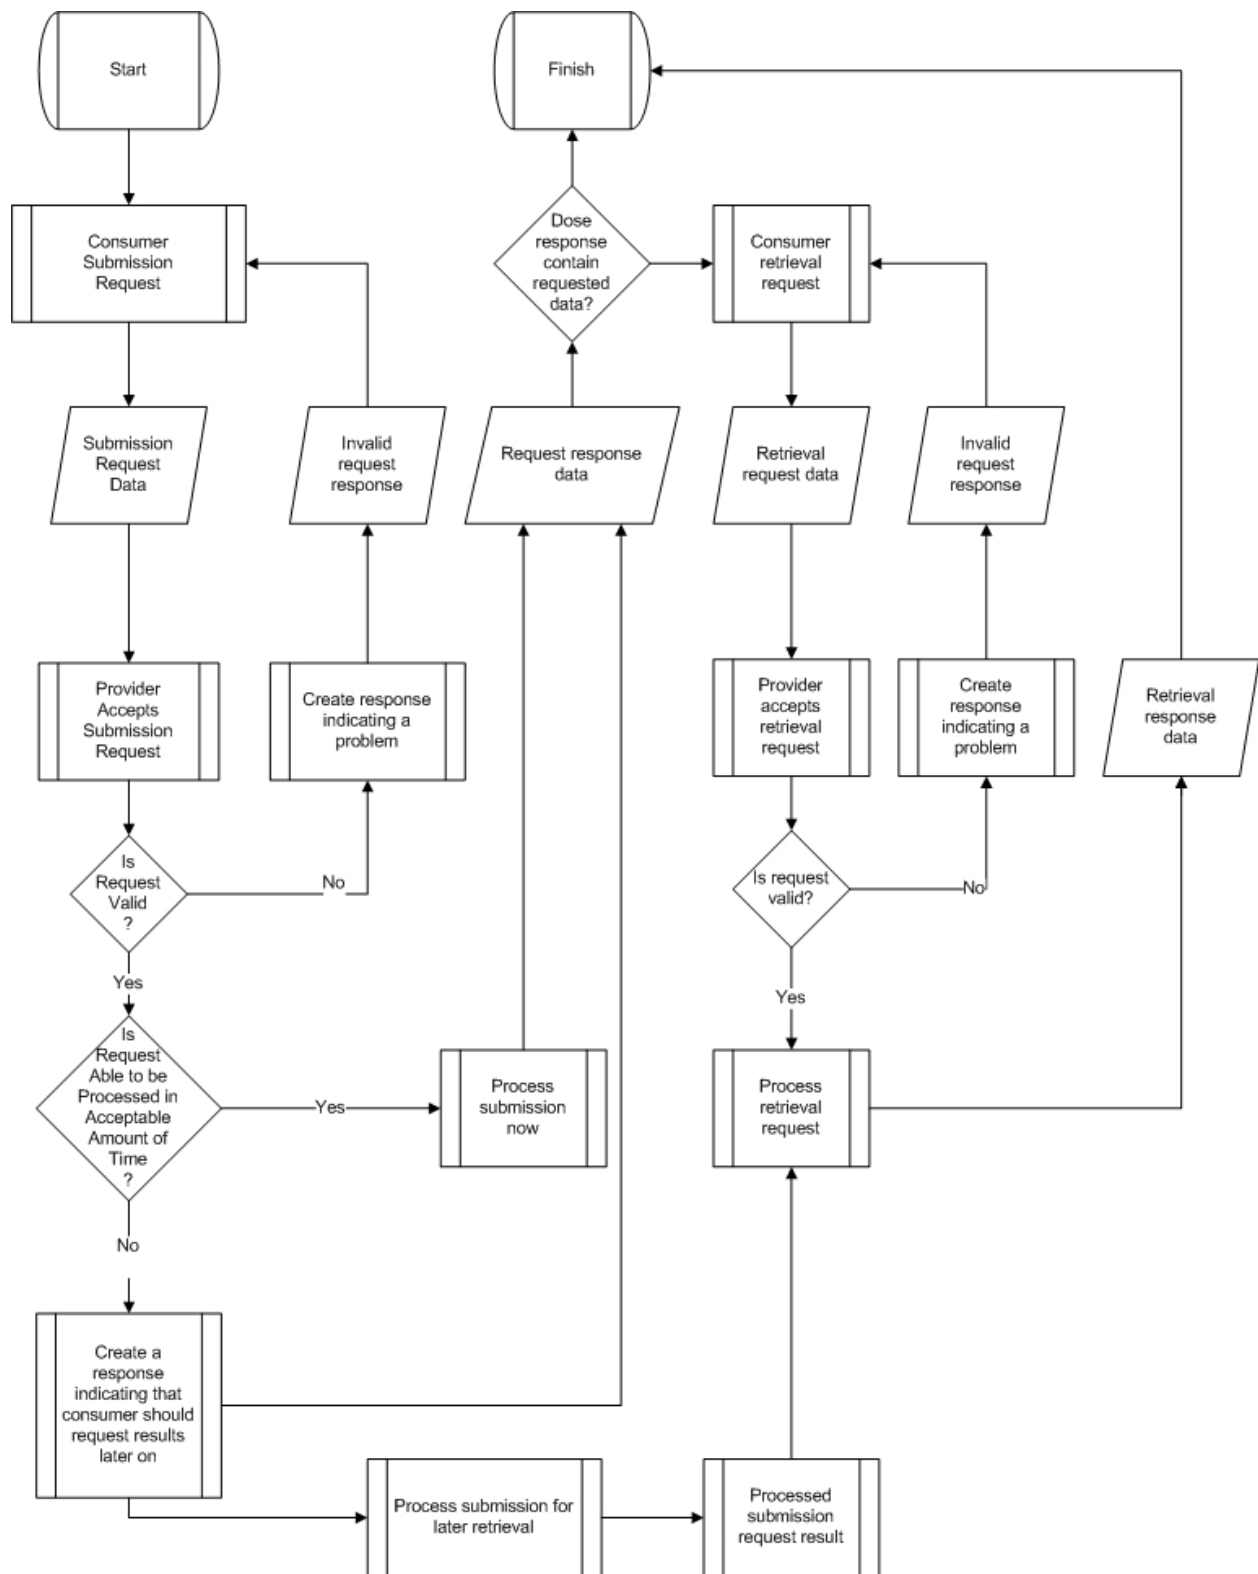 Start
Finish
Consumer
Submission
Request
Dose
response
contain
requested
data?
Consumer
retrieval
request
Submission
Request
Data
Invalid
request
response
Request response
data
Retrieval
request data
Invalid
request
response
Provider
Accepts
Submission
Request
Create response
indicating a
problem
Provider
accepts
retrieval
request
Create
response
indicating a
problem
Retrieval
response
data
Is
Request
Valid
?
No
Is request
valid?
No
Yes
Yes
Is
Request
Able to be
Processed in
Acceptable
Amount of
Time
?
Yes
Process
submission
now
Process
retrieval
request
No
Create a
response
indicating that
consumer should
request results
later on
Process submission for
later retrieval
Processed
submission
request result